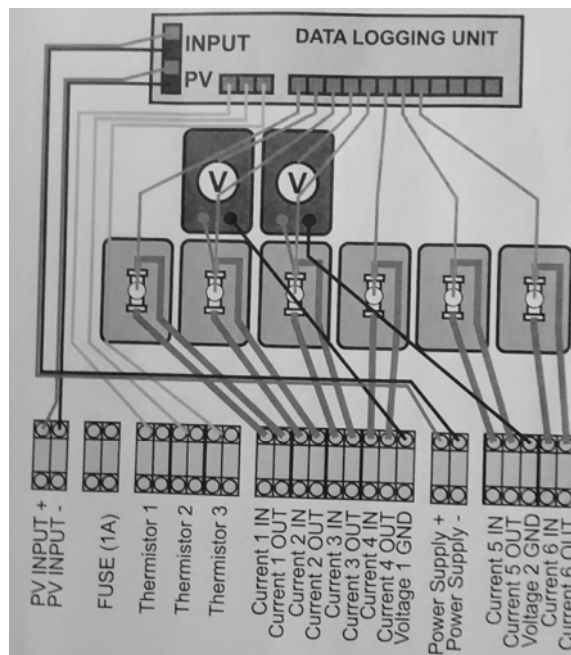 INPUT
DATA LOGGING UNIT
PV
V
V
PV INPUT +
PV INPUT -
FUSE (1A)
Thermistor 1
Thermistor 2
Thermistor 3
Current 1 IN
Current 1 OUT
Current 2 IN
Current 2 OUT
Current 3 IN
Current 3 OUT
Current 4 IN
Current 4 OUT
Voltage 1 GND
Power Supply +
Power Supply -
Current 5 IN
Current 5 OUT
Voltage 2 GND
Current 6 IN
Current 6 OUT